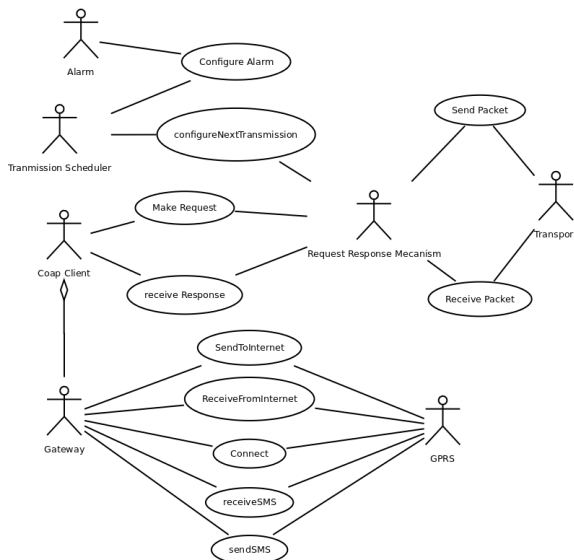 Alarm
Configure Alarm
Send Packet
configureNextTransmission
Tranmission Scheduler
Make Request
Request Response Mecanism
Transpor
Coap Client
receive Response
Receive Packet
SendToInternet
ReceiveFromInternet
Gateway
Connect
GPRS
receiveSMS
sendSMS